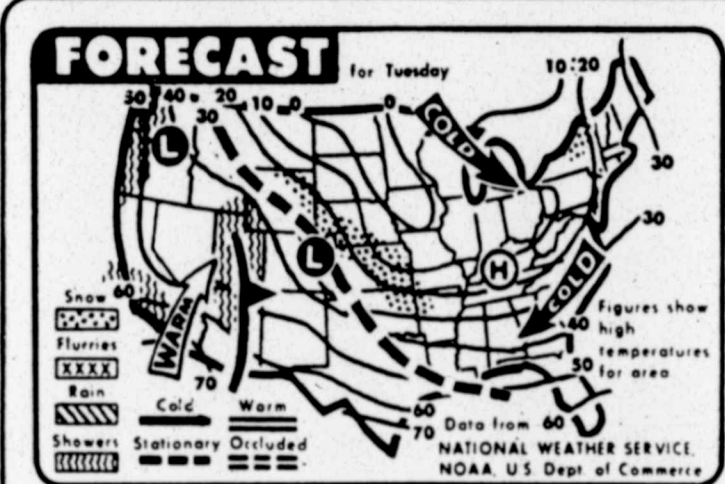 FORECAST
for Tuesday
50 40 20 10 0 0 10 20
30
COLD
L
30
30
L
H
COLD
60
WARM
70
Snow
Flurries
XXXX
Rain
Showers
Cold Warm
Stationary Occluded
Figures show
high
temperatures
for area
40
50
60
60
70
Data from
NATIONAL WEATHER SERVICE,
NOAA, U.S. Dept. of Commerce